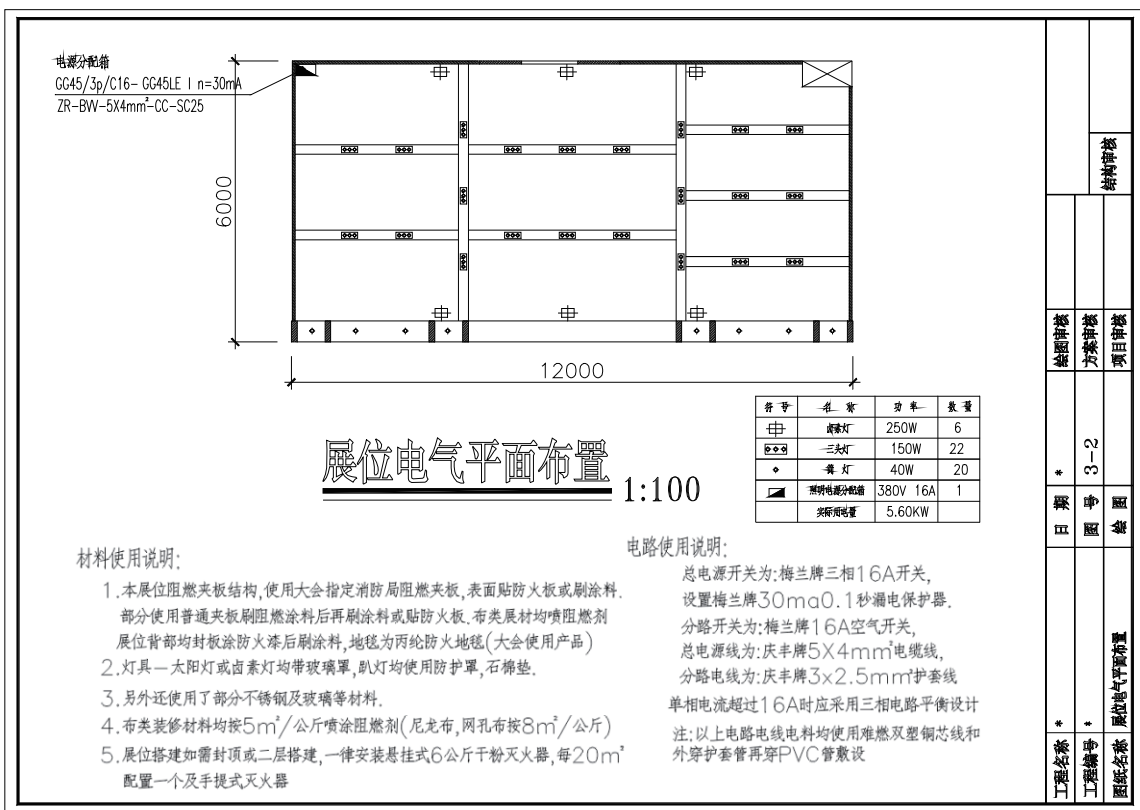 电源分配箱
GG45/3p/C16- GG45LE I n=30mA
ZR-BW-5X4mm²-CC-SC25
6000
12000
展位电气平面布置
1:100
符号 名称 功率 数量
卤素灯 250W 6
三头灯 150W 22
筒灯 40W 20
照明电源分配箱 380V 16A 1
实际用电量 5.60KW
材料使用说明:
1.本展位阻燃夹板结构,使用大会指定消防局阻燃夹板,表面贴防火板或刷涂料.
部分使用普通夹板刷阻燃涂料后再刷涂料或贴防火板.布类展材均喷阻燃剂
展位背部均封板涂防火漆后刷涂料,地毯为丙纶防火地毯(大会使用产品)
2.灯具—太阳灯或卤素灯均带玻璃罩,趴灯均使用防护罩,石棉垫.
3.另外还使用了部分不锈钢及玻璃等材料.
4.布类装修材料均按5m²/公斤喷涂阻燃剂(尼龙布,网孔布按8m²/公斤)
5.展位搭建如需封顶或二层搭建,一律安装悬挂式6公斤干粉灭火器,每20m²
配置一个及手提式灭火器
电路使用说明:
总电源开关为:梅兰牌三相16A开关,
设置梅兰牌30ma0.1秒漏电保护器.
分路开关为:梅兰牌16A空气开关,
总电源线为:庆丰牌5X4mm²电缆线,
分路电线为:庆丰牌3x2.5mm²护套线
单相电流超过16A时应采用三相电路平衡设计
注:以上电路电线电料均使用难燃双塑铜芯线和
外穿护套管再穿PVC管敷设
结构审核
绘图审核
方案审核
项目审核
日期 *
图号 3-2
绘图
工程名称 *
工程编号 *
图纸名称 展位电气平面布置